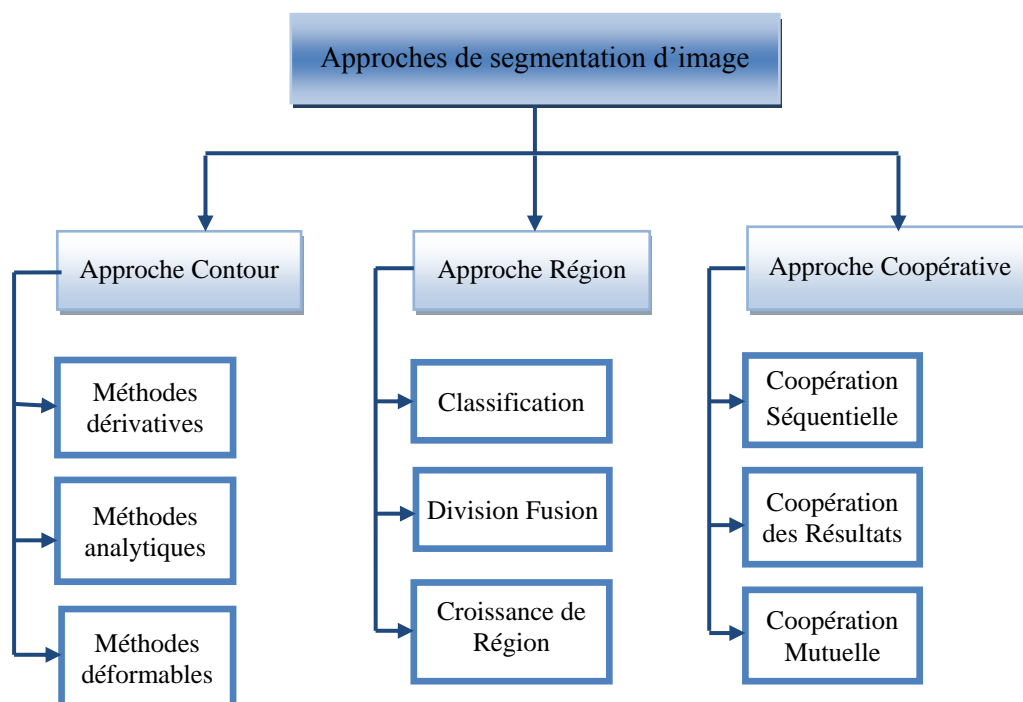 Approches de segmentation d’image
Approche Contour
Approche Région
Approche Coopérative
Méthodes
dérivatives
Méthodes
analytiques
Méthodes
déformables
Classification
Division Fusion
Croissance de
Région
Coopération
Séquentielle
Coopération
des Résultats
Coopération
Mutuelle